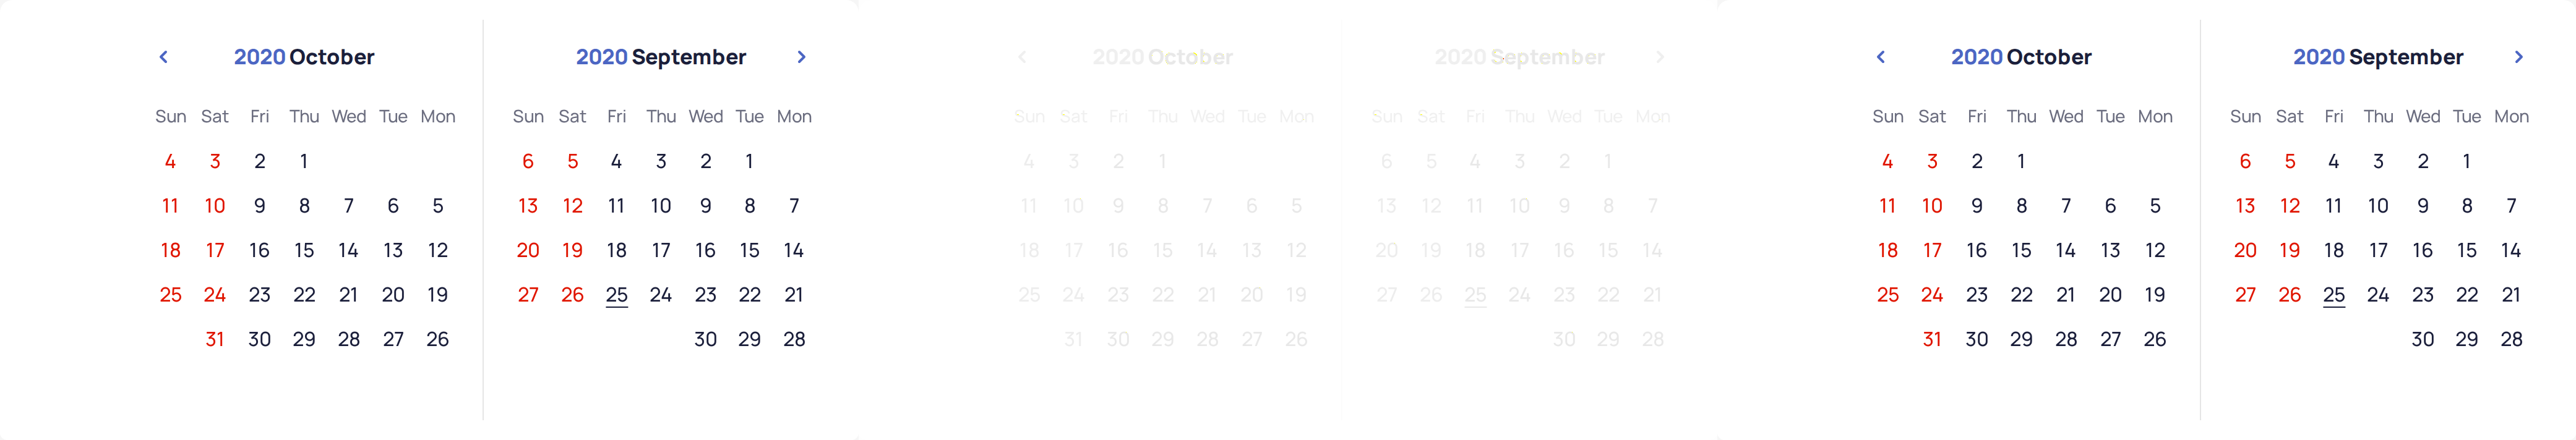 2020 October
Sun Sat Fri Thu Wed Tue Mon
4 3 2 1
11 10 9 8 7 6 5
18 17 16 15 14 13 12
25 24 23 22 21 20 19
31 30 29 28 27 26
2020 September
Sun Sat Fri Thu Wed Tue Mon
6 5 4 3 2 1
13 12 11 10 9 8 7
20 19 18 17 16 15 14
27 26 25 24 23 22 21
30 29 28
2020 October
Sun Sat Fri Thu Wed Tue Mon
4 3 2 1
11 10 9 8 7 6 5
18 17 16 15 14 13 12
25 24 23 22 21 20 19
31 30 29 28 27 26
2020 September
Sun Sat Fri Thu Wed Tue Mon
6 5 4 3 2 1
13 12 11 10 9 8 7
20 19 18 17 16 15 14
27 26 25 24 23 22 21
30 29 28
2020 October
Sun Sat Fri Thu Wed Tue Mon
4 3 2 1
11 10 9 8 7 6 5
18 17 16 15 14 13 12
25 24 23 22 21 20 19
31 30 29 28 27 26
2020 September
Sun Sat Fri Thu Wed Tue Mon
6 5 4 3 2 1
13 12 11 10 9 8 7
20 19 18 17 16 15 14
27 26 25 24 23 22 21
30 29 28